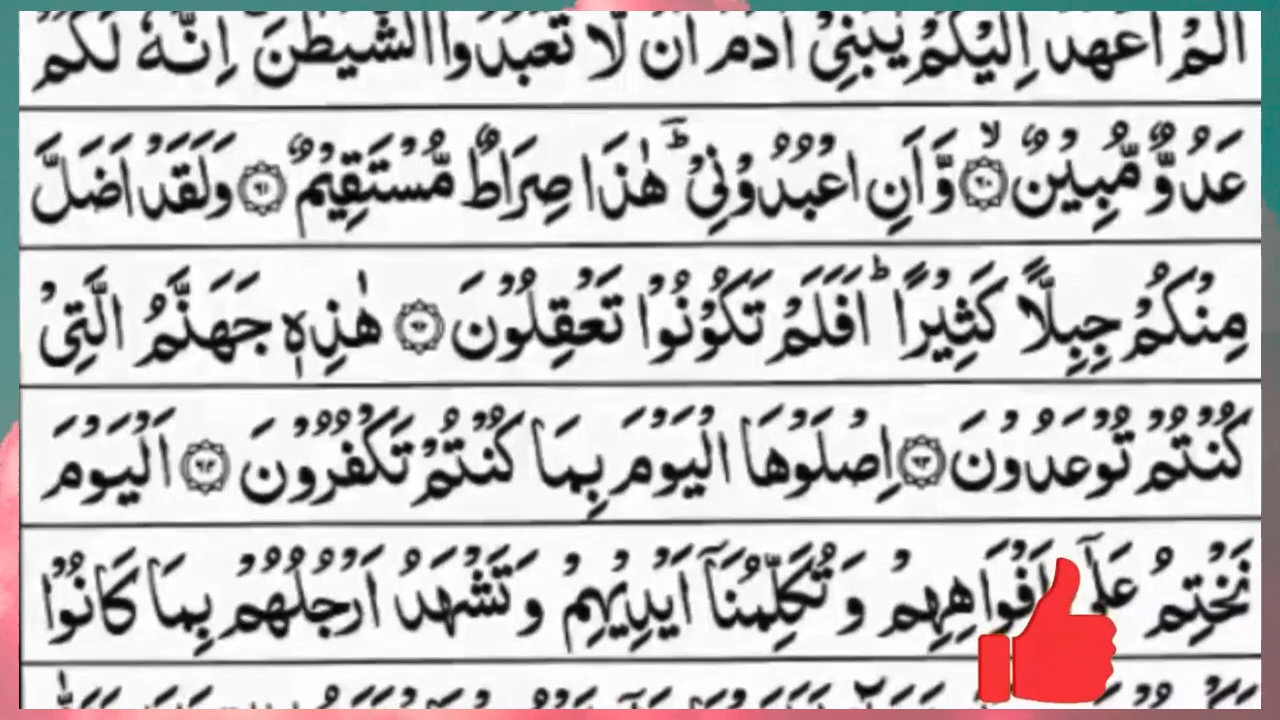 اَلَمْ اَعْهَدْ اِلَیْكُمْ یٰبَنِیْۤ اٰدَمَ اَنْ لَّا تَعْبُدُوا الشَّیْطٰنَ ۚ اِنَّهٗ لَكُمْ
عَدُوٌّ مُّبِیْنٌ ﴿۶۰﴾ۙ وَّ اَنِ اعْبُدُوْنِیْ ؔؕ هٰذَا صِرَاطٌ مُّسْتَقِیْمٌ ﴿۶۱﴾ وَ لَقَدْ اَضَلَّ
مِنْكُمْ جِبِلًّا كَثِیْرًا ؕ اَفَلَمْ تَكُوْنُوْا تَعْقِلُوْنَ ﴿۶۲﴾ هٰذِهٖ جَهَنَّمُ الَّتِیْ
كُنْتُمْ تُوْعَدُوْنَ ﴿۶۳﴾ اِصْلَوْهَا الْیَوْمَ بِمَا كُنْتُمْ تَكْفُرُوْنَ ﴿۶۴﴾ اَلْیَوْمَ
نَخْتِمُ عَلٰۤی اَفْوَاهِهِمْ وَ تُكَلِّمُنَاۤ اَیْدِیْهِمْ وَ تَشْهَدُ اَرْجُلُهُمْ بِمَا كَانُوْا